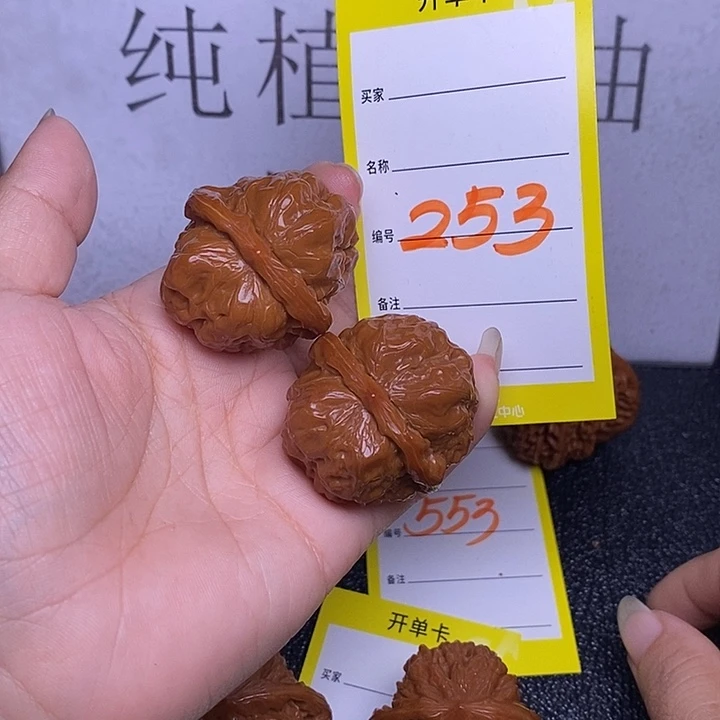 纯植 油
开单卡
买家
名称
编号 253
备注
中心
编号 553
备注
开单卡
买家